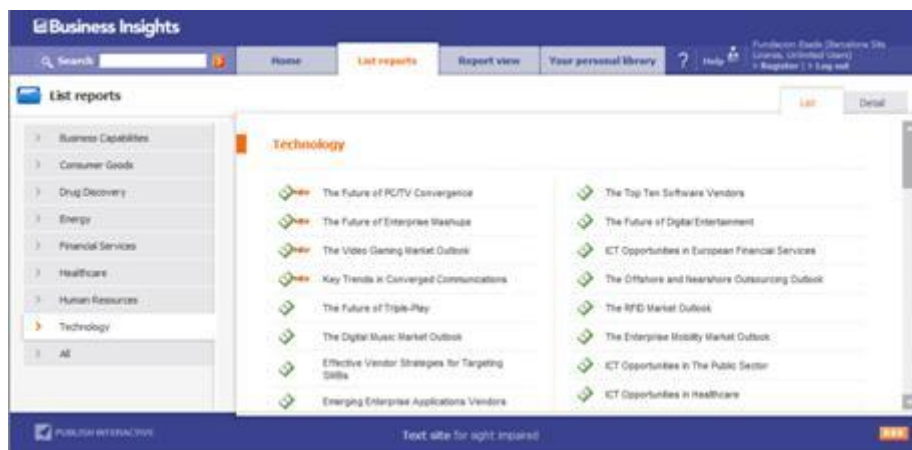 Business Insights
Search
Home
List reports
Report view
Your personal library
?
Help
Fundacion Esade (Barcelona Site
License, Unlimited Users)
> Register | > Log out
List reports
List
Detail
Business Capabilities
Consumer Goods
Drug Discovery
Energy
Financial Services
Healthcare
Human Resources
Technology
All
Technology
The Future of PC/TV Convergence
The Future of Enterprise Mashups
The Video Gaming Market Outlook
Key Trends in Converged Communications
The Future of Triple-Play
The Digital Music Market Outlook
Effective Vendor Strategies for Targeting
SMBs
Emerging Enterprise Applications Vendors
The Top Ten Software Vendors
The Future of Digital Entertainment
ICT Opportunities in European Financial Services
The Offshore and Nearshore Outsourcing Outlook
The RFID Market Outlook
The Enterprise Mobility Market Outlook
ICT Opportunities in The Public Sector
ICT Opportunities in Healthcare
PUBLISH INTERACTIVE
Text site for sight impaired